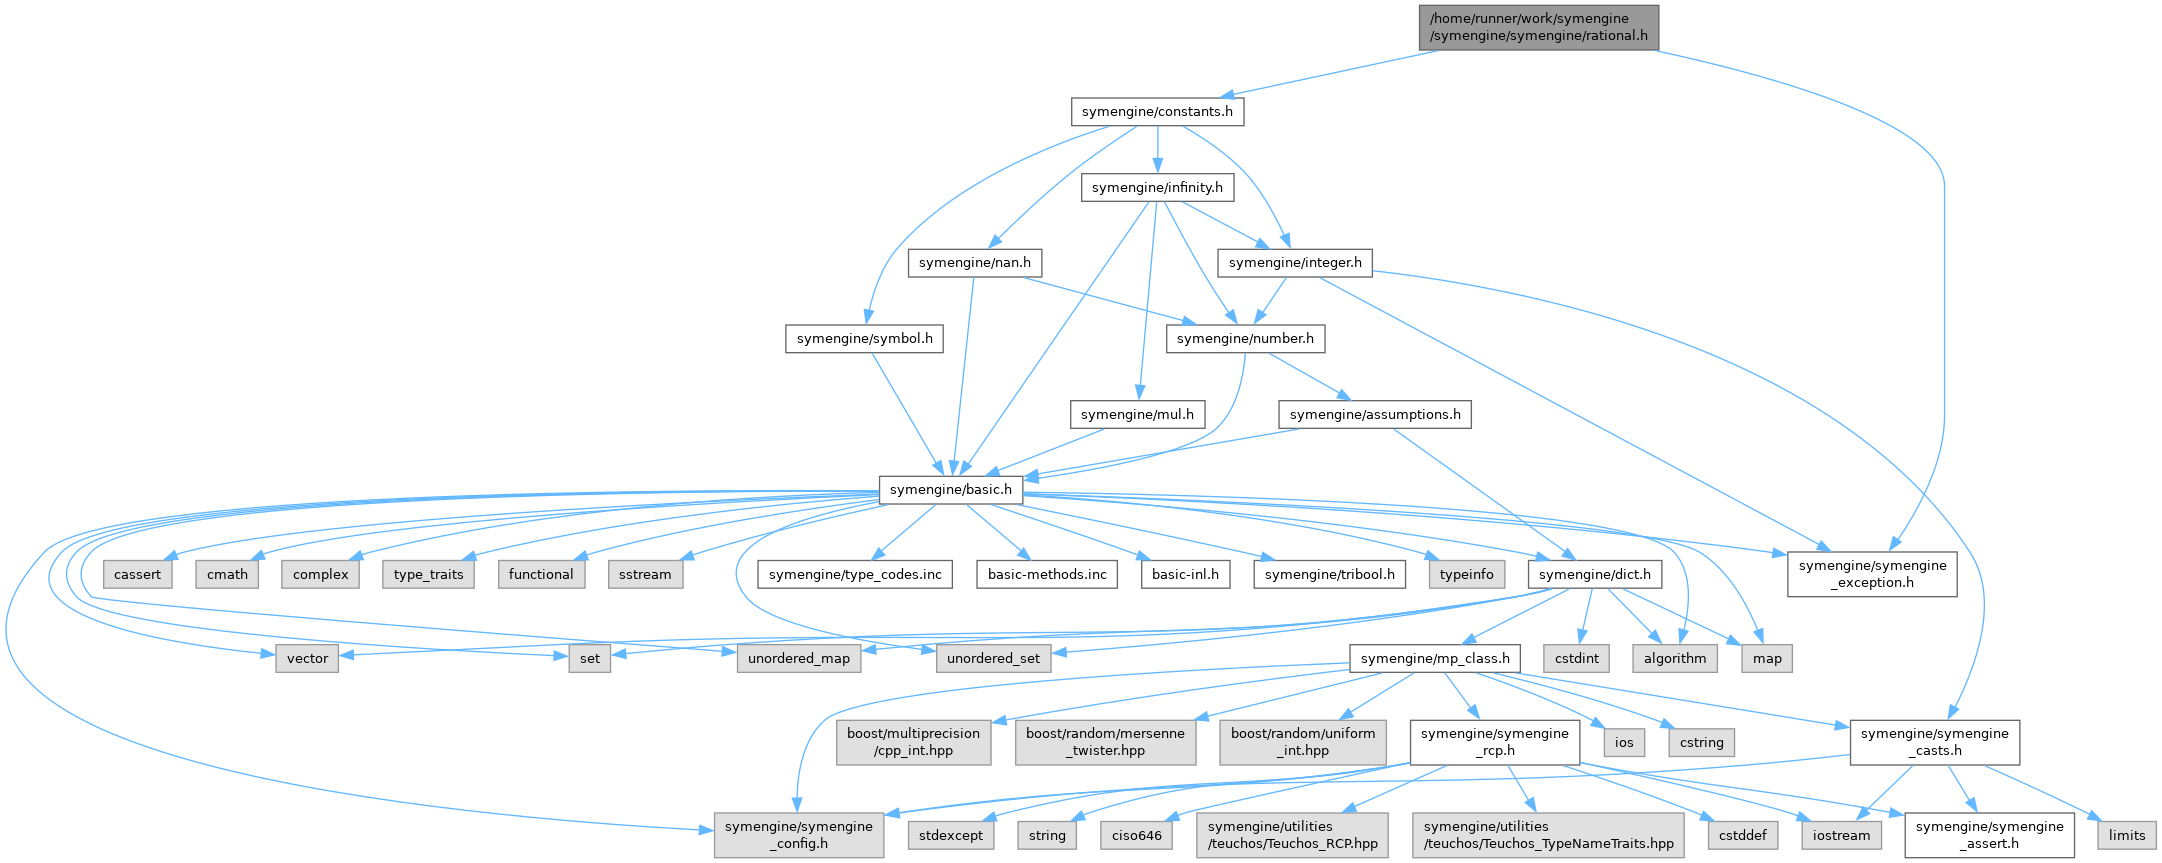 /home/runner/work/symengine
/symengine/symengine/rational.h
symengine/constants.h
symengine/infinity.h
symengine/nan.h
symengine/integer.h
symengine/symbol.h
symengine/number.h
symengine/mul.h
symengine/assumptions.h
symengine/basic.h
cassert
cmath
complex
type_traits
functional
sstream
symengine/type_codes.inc
basic-methods.inc
basic-inl.h
symengine/tribool.h
typeinfo
symengine/dict.h
symengine/symengine
_exception.h
vector
set
unordered_map
unordered_set
symengine/mp_class.h
cstdint
algorithm
map
boost/multiprecision
/cpp_int.hpp
boost/random/mersenne
_twister.hpp
boost/random/uniform
_int.hpp
symengine/symengine
_rcp.h
ios
cstring
symengine/symengine
_casts.h
symengine/symengine
_config.h
stdexcept
string
ciso646
symengine/utilities
/teuchos/Teuchos_RCP.hpp
symengine/utilities
/teuchos/Teuchos_TypeNameTraits.hpp
cstddef
iostream
symengine/symengine
_assert.h
limits